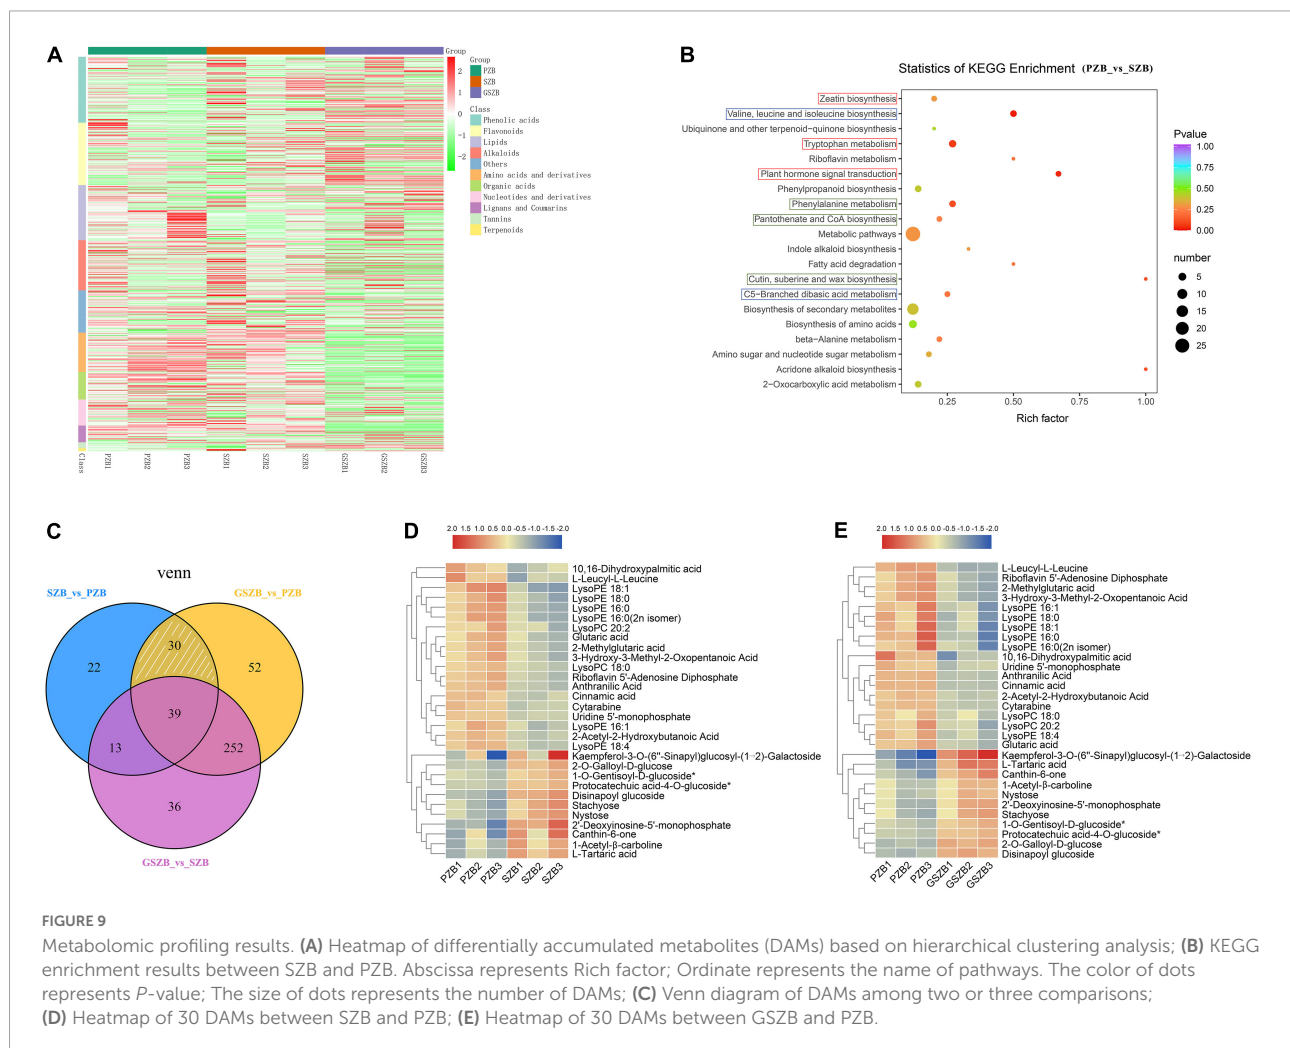 A
Group
2
1
0
-1
-2
Group
PZB
SZB
GSZB
Class
Phenolic acids
Flavonoids
Lipids
Alkaloids
Others
Amino acids and derivatives
Organic acids
Nucleotides and derivatives
Lignans and Coumarins
Tannins
Terpenoids
Class
PZB1
PZB2
PZB3
SZB1
SZB2
SZB3
GSZB1
GSZB2
GSZB3
B
Statistics of KEGG Enrichment (PZB_vs_SZB)
Zeatin biosynthesis
Valine, leucine and isoleucine biosynthesis
Ubiquinone and other terpenoid-quinone biosynthesis
Tryptophan metabolism
Riboflavin metabolism
Plant hormone signal transduction
Phenylpropanoid biosynthesis
Phenylalanine metabolism
Pantothenate and CoA biosynthesis
Metabolic pathways
Indole alkaloid biosynthesis
Fatty acid degradation
Cutin, suberine and wax biosynthesis
C5-Branched dibasic acid metabolism
Biosynthesis of secondary metabolites
Biosynthesis of amino acids
beta-Alanine metabolism
Amino sugar and nucleotide sugar metabolism
Acridone alkaloid biosynthesis
2-Oxocarboxylic acid metabolism
0.25 0.50 0.75 1.00
Rich factor
Pvalue
1.00
0.75
0.50
0.25
0.00
number
5
10
15
20
25
C
venn
SZB_vs_PZB
GSZB_vs_PZB
30
22
52
39
13
252
36
GSZB_vs_SZB
D
2.0 1.5 1.0 0.5 0.0 -0.5 -1.0 -1.5 -2.0
10,16-Dihydroxypalmitic acid
L-Leucyl-L-Leucine
LysoPE 18:1
LysoPE 18:0
LysoPE 16:0
LysoPE 16:0(2n isomer)
LysoPC 20:2
Glutaric acid
2-Methylglutaric acid
3-Hydroxy-3-Methyl-2-Oxopentanoic Acid
LysoPC 18:0
Riboflavin 5'-Adenosine Diphosphate
Anthranilic Acid
Cinnamic acid
Cytarabine
Uridine 5'-monophosphate
LysoPE 16:1
2-Acetyl-2-Hydroxybutanoic Acid
LysoPE 18:4
Kaempferol-3-O-(6"-Sinapyl)glucosyl-(1→2)-Galactoside
2-O-Galloyl-D-glucose
1-O-Gentisoyl-D-glucoside*
Protocatechuic acid-4-O-glucoside*
Disinapoyl glucoside
Stachyose
Nystose
2'-Deoxyinosine-5'-monophosphate
Canthin-6-one
1-Acetyl-β-carboline
L-Tartaric acid
PZB1
PZB2
PZB3
SZB1
SZB2
SZB3
E
2.0 1.5 1.0 0.5 0.0 -0.5 -1.0 -1.5 -2.0
L-Leucyl-L-Leucine
Riboflavin 5'-Adenosine Diphosphate
2-Methylglutaric acid
3-Hydroxy-3-Methyl-2-Oxopentanoic Acid
LysoPE 16:1
LysoPE 18:0
LysoPE 18:1
LysoPE 16:0
LysoPE 16:0(2n isomer)
10,16-Dihydroxypalmitic acid
Uridine 5'-monophosphate
Anthranilic Acid
Cinnamic acid
2-Acetyl-2-Hydroxybutanoic Acid
Cytarabine
LysoPC 18:0
LysoPC 20:2
LysoPE 18:4
Glutaric acid
Kaempferol-3-O-(6"-Sinapyl)glucosyl-(1→2)-Galactoside
L-Tartaric acid
Canthin-6-one
1-Acetyl-β-carboline
Nystose
2'-Deoxyinosine-5'-monophosphate
Stachyose
1-O-Gentisoyl-D-glucoside*
Protocatechuic acid-4-O-glucoside*
2-O-Galloyl-D-glucose
Disinapoyl glucoside
PZB1
PZB2
PZB3
GSZB1
GSZB2
GSZB3
FIGURE 9
Metabolomic profiling results. (A) Heatmap of differentially accumulated metabolites (DAMs) based on hierarchical clustering analysis; (B) KEGG
enrichment results between SZB and PZB. Abscissa represents Rich factor; Ordinate represents the name of pathways. The color of dots
represents P-value; The size of dots represents the number of DAMs; (C) Venn diagram of DAMs among two or three comparisons;
(D) Heatmap of 30 DAMs between SZB and PZB; (E) Heatmap of 30 DAMs between GSZB and PZB.